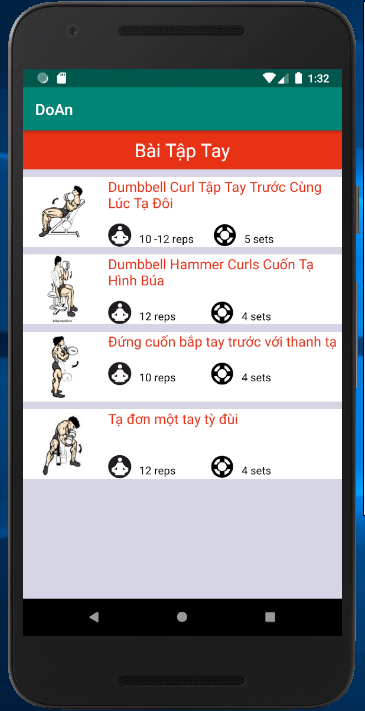 1:32
DoAn
Bài Tập Tay
Dumbbell Curl Tập Tay Trước Cùng
Lúc Tạ Đôi
10 -12 reps 5 sets
Dumbbell Hammer Curls Cuốn Tạ
Hình Búa
12 reps 4 sets
Đứng cuốn bắp tay trước với thanh tạ
10 reps 4 sets
Tạ đơn một tay tỳ đùi
12 reps 4 sets